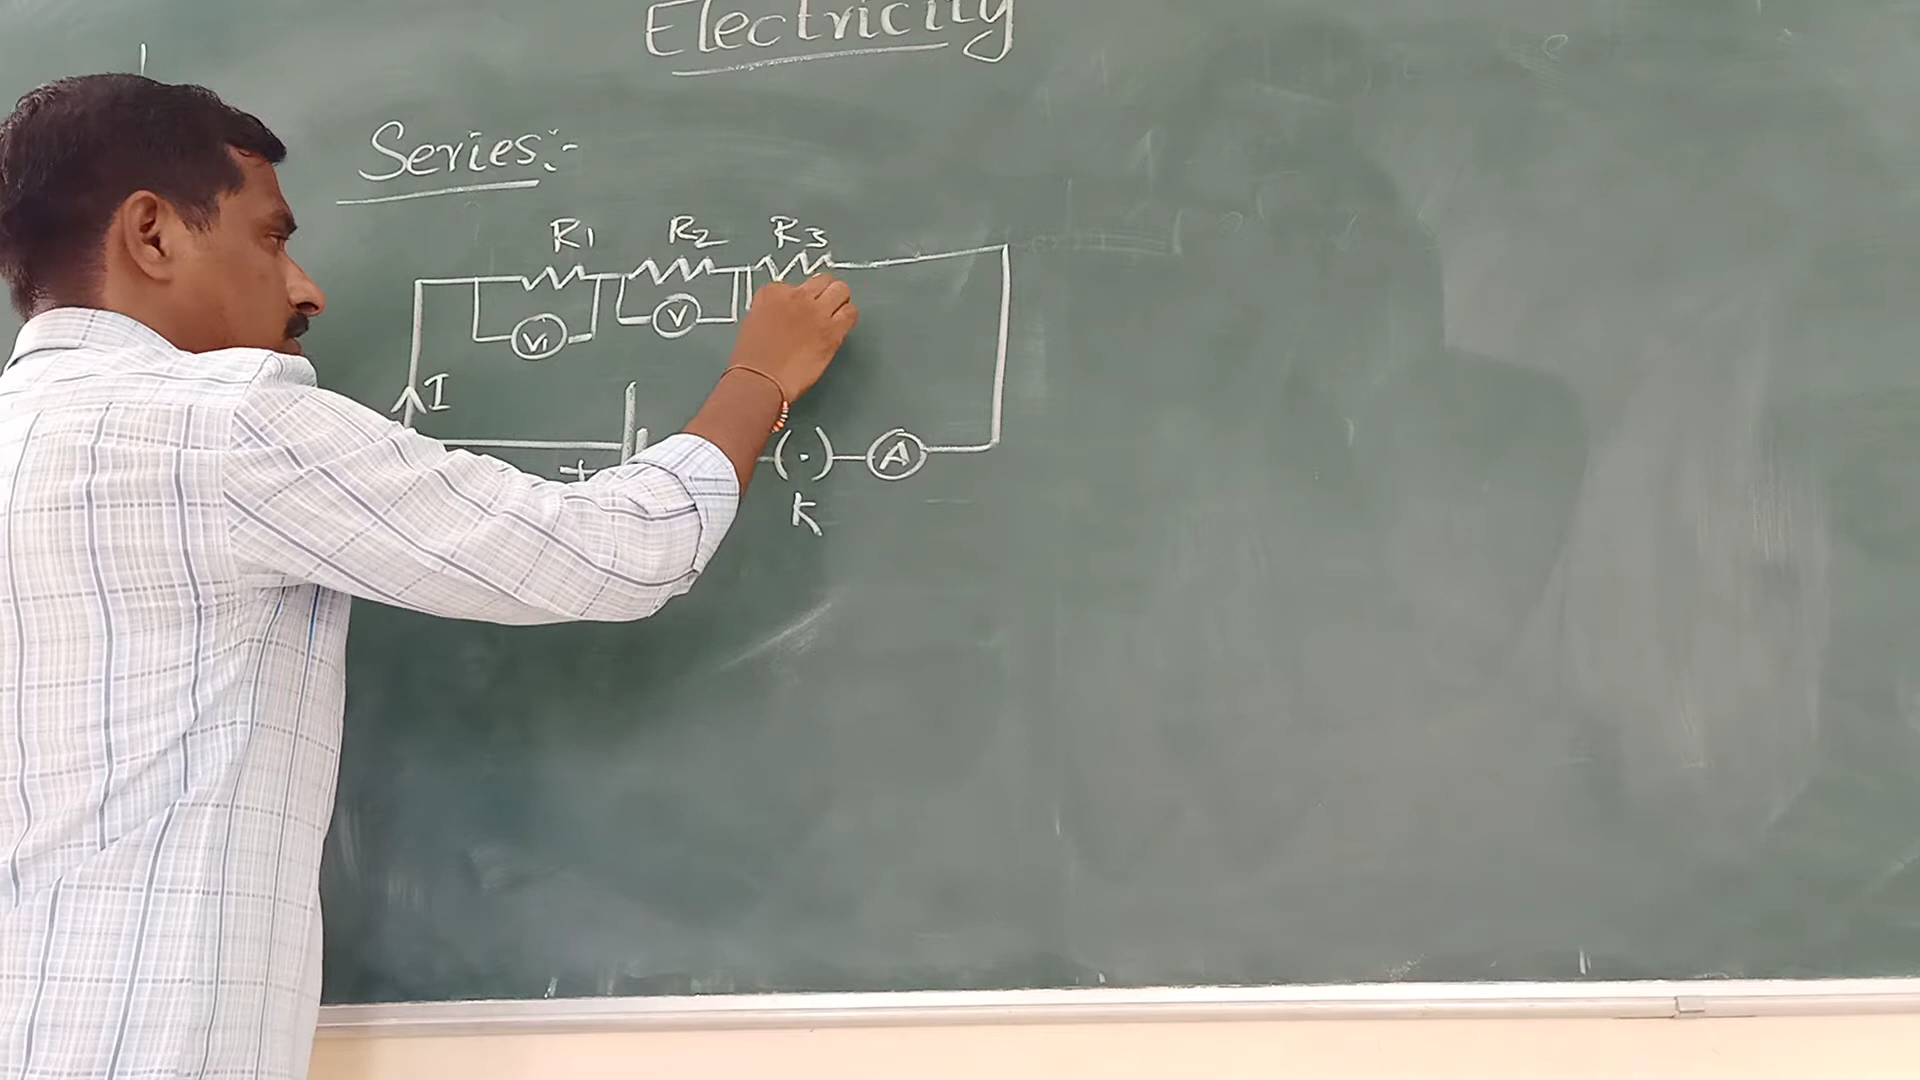 Electricity
Series:-
R1 R2 R3
V1 V
I
+
K
A